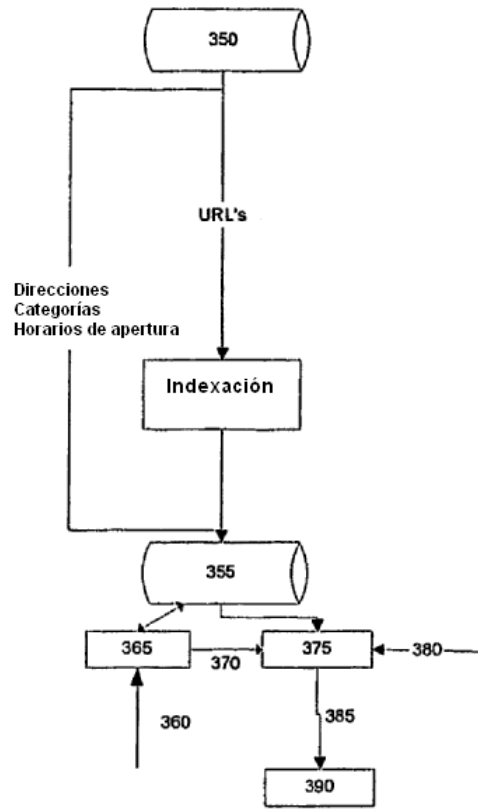 350
URL's
Direcciones
Categorías
Horarios de apertura
Indexación
355
365
370
375
380
360
385
390